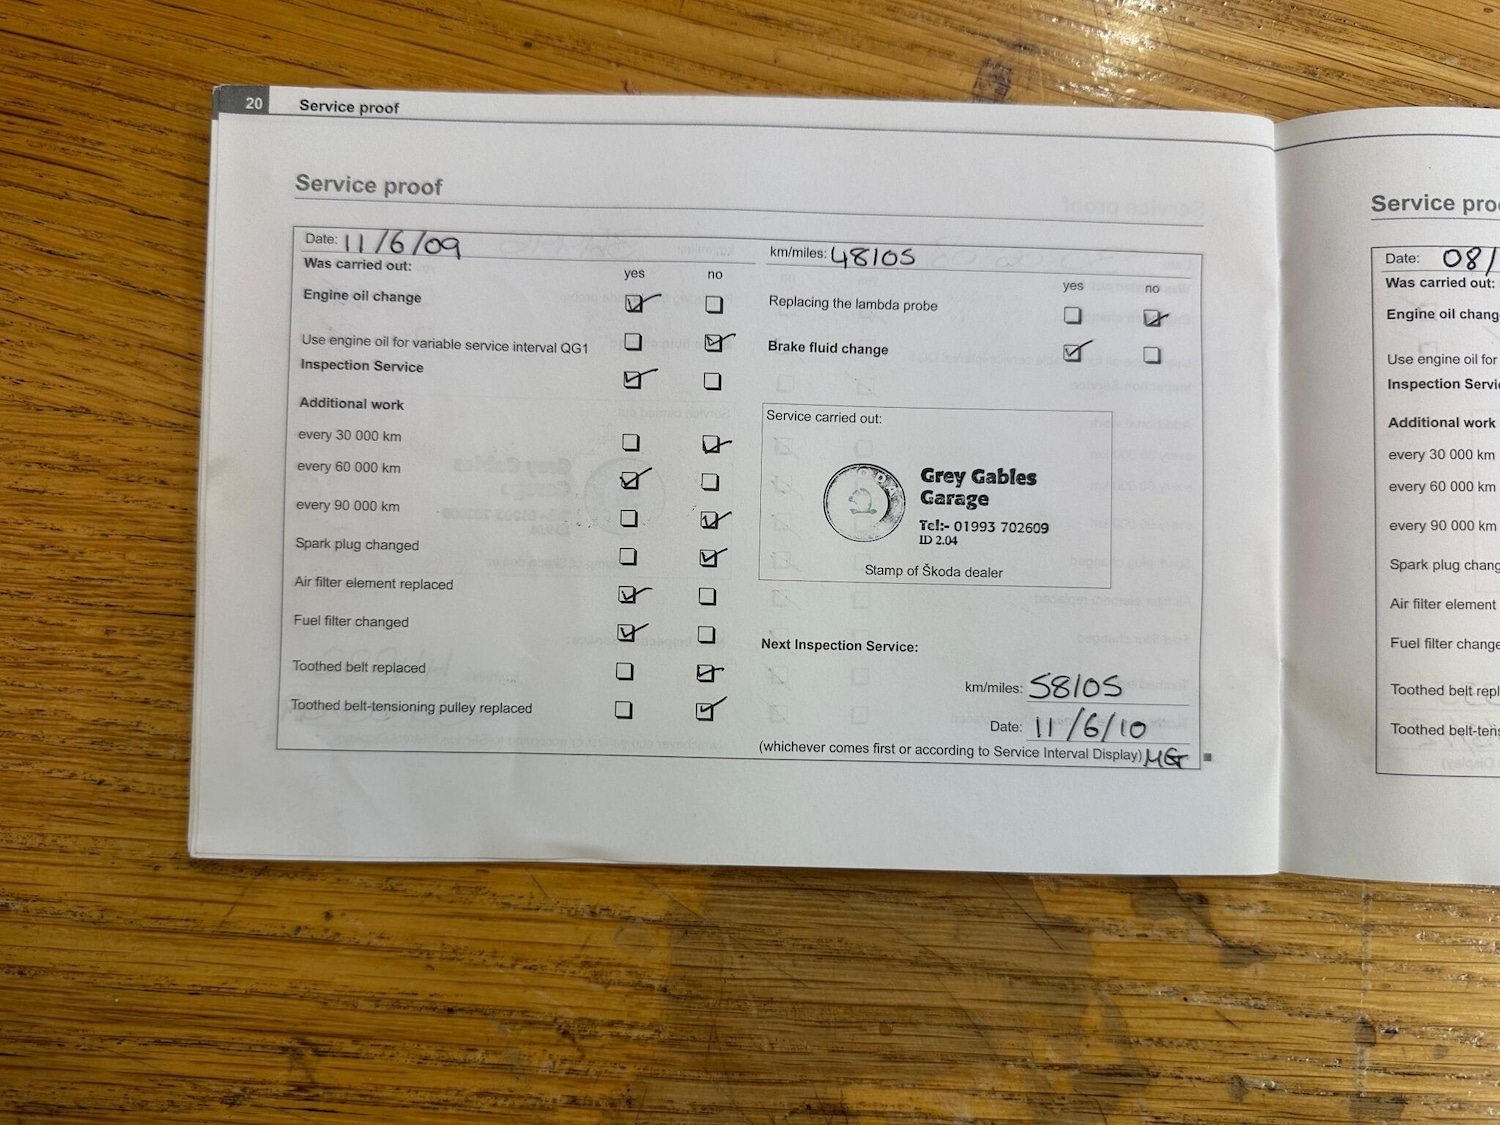 20 Service proof
Service proof
Date: 11/6/09
km/miles: 48105
Was carried out:
yes no
Engine oil change
Use engine oil for variable service interval QG1
Inspection Service
Additional work
every 30 000 km
every 60 000 km
every 90 000 km
Spark plug changed
Air filter element replaced
Fuel filter changed
Toothed belt replaced
Toothed belt-tensioning pulley replaced
yes no
Replacing the lambda probe
Brake fluid change
Service carried out:
Grey Gables
Garage
Tel:- 01993 702609
ID 2.04
Stamp of Škoda dealer
Next Inspection Service:
km/miles: 58105
Date: 11/6/10
(whichever comes first or according to Service Interval Display)
Service pro
Date: 08/
Was carried out:
Engine oil chang
Use engine oil for
Inspection Servi
Additional work
every 30 000 km
every 60 000 km
every 90 000 km
Spark plug chang
Air filter element
Fuel filter change
Toothed belt repl
Toothed belt-tens